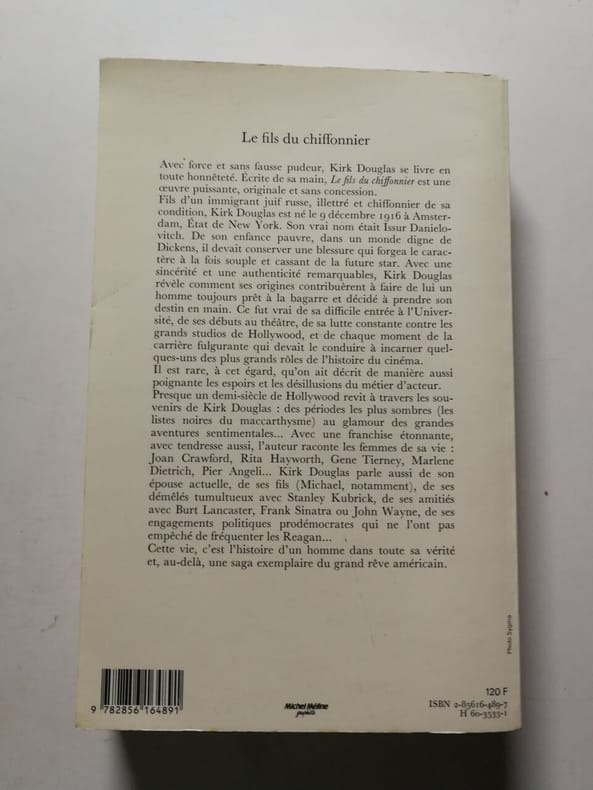 Le fils du chiffonnier
Avec force et sans fausse pudeur, Kirk Douglas se livre en
toute honnêteté. Écrite de sa main, Le fils du chiffonnier est une
œuvre puissante, originale et sans concession.
Fils d'un immigrant juif russe, illettré et chiffonnier de sa
condition, Kirk Douglas est né le 9 décembre 1916 à Amster-
dam, État de New York. Son vrai nom était Issur Danielo-
vitch. De son enfance pauvre, dans un monde digne de
Dickens, il devait conserver une blessure qui forgea le carac-
tère à la fois souple et cassant de la future star. Avec une
sincérité et une authenticité remarquables, Kirk Douglas
révèle comment ses origines contribuèrent à faire de lui un
homme toujours prêt à la bagarre et décidé à prendre son
destin en main. Ce fut vrai de sa difficile entrée à l'Univer-
sité, de ses débuts au théâtre, de sa lutte constante contre les
grands studios de Hollywood, et de chaque moment de la
carrière fulgurante qui devait le conduire à incarner quel-
ques-uns des plus grands rôles de l'histoire du cinéma.
Il est rare, à cet égard, qu'on ait décrit de manière aussi
poignante les espoirs et les désillusions du métier d'acteur.
Presque un demi-siècle de Hollywood revit à travers les sou-
venirs de Kirk Douglas : des périodes les plus sombres (les
listes noires du maccarthysme) au glamour des grandes
aventures sentimentales... Avec une franchise étonnante,
avec tendresse aussi, l'auteur raconte les femmes de sa vie :
Joan Crawford, Rita Hayworth, Gene Tierney, Marlene
Dietrich, Pier Angeli... Kirk Douglas parle aussi de son
épouse actuelle, de ses fils (Michael, notamment), de ses
démêlés tumultueux avec Stanley Kubrick, de ses amitiés
avec Burt Lancaster, Frank Sinatra ou John Wayne, de ses
engagements politiques prodémocrates qui ne l'ont pas
empêché de fréquenter les Reagan...
Cette vie, c'est l'histoire d'un homme dans toute sa vérité
et, au-delà, une saga exemplaire du grand rêve américain.
Photo Sygma
120 F
ISBN 2-85616-489-7
H 60-3533-1
9 782856 164891
Michel Méline